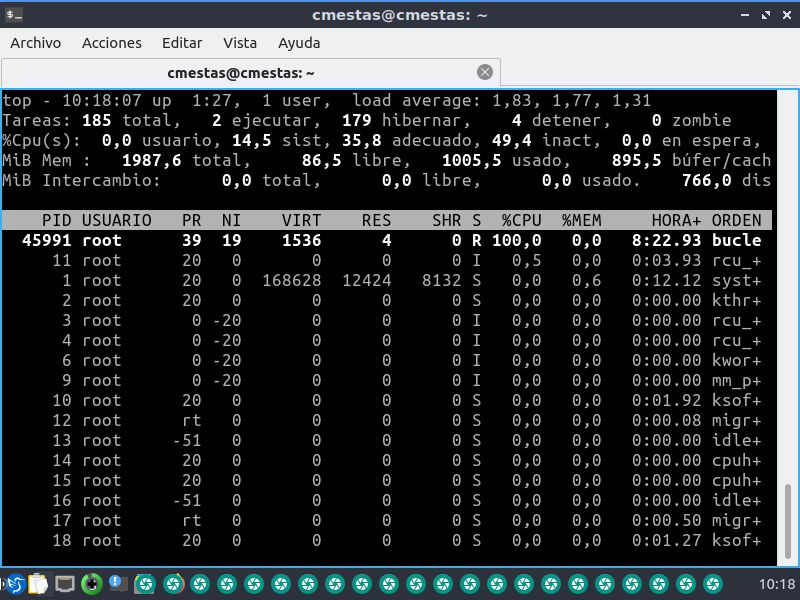 cmestas@cmestas: ~
Archivo Acciones Editar Vista Ayuda
cmestas@cmestas: ~
top - 10:18:07 up  1:27,  1 user,  load average: 1,83, 1,77, 1,31
Tareas: 185 total,   2 ejecutar,  179 hibernar,    4 detener,    0 zombie
%Cpu(s):  0,0 usuario, 14,5 sist, 35,8 adecuado, 49,4 inact,  0,0 en espera,
MiB Mem :   1987,6 total,     86,5 libre,   1005,5 usado,    895,5 búfer/cach
MiB Intercambio:      0,0 total,      0,0 libre,      0,0 usado.    766,0 dis
PID USUARIO   PR  NI    VIRT    RES    SHR S  %CPU  %MEM     HORA+ ORDEN
45991 root      39  19    1536      4      0 R 100,0   0,0   8:22.93 bucle
11 root      20   0       0      0      0 I   0,5   0,0   0:03.93 rcu_+
1 root      20   0  168628  12424   8132 S   0,0   0,6   0:12.12 syst+
2 root      20   0       0      0      0 S   0,0   0,0   0:00.00 kthr+
3 root       0 -20       0      0      0 I   0,0   0,0   0:00.00 rcu_+
4 root       0 -20       0      0      0 I   0,0   0,0   0:00.00 rcu_+
6 root       0 -20       0      0      0 I   0,0   0,0   0:00.00 kwor+
9 root       0 -20       0      0      0 I   0,0   0,0   0:00.00 mm_p+
10 root      20   0       0      0      0 S   0,0   0,0   0:01.92 ksof+
12 root      rt   0       0      0      0 S   0,0   0,0   0:00.08 migr+
13 root     -51   0       0      0      0 S   0,0   0,0   0:00.00 idle+
14 root      20   0       0      0      0 S   0,0   0,0   0:00.00 cpuh+
15 root      20   0       0      0      0 S   0,0   0,0   0:00.00 cpuh+
16 root     -51   0       0      0      0 S   0,0   0,0   0:00.00 idle+
17 root      rt   0       0      0      0 S   0,0   0,0   0:00.50 migr+
18 root      20   0       0      0      0 S   0,0   0,0   0:01.27 ksof+
10:18